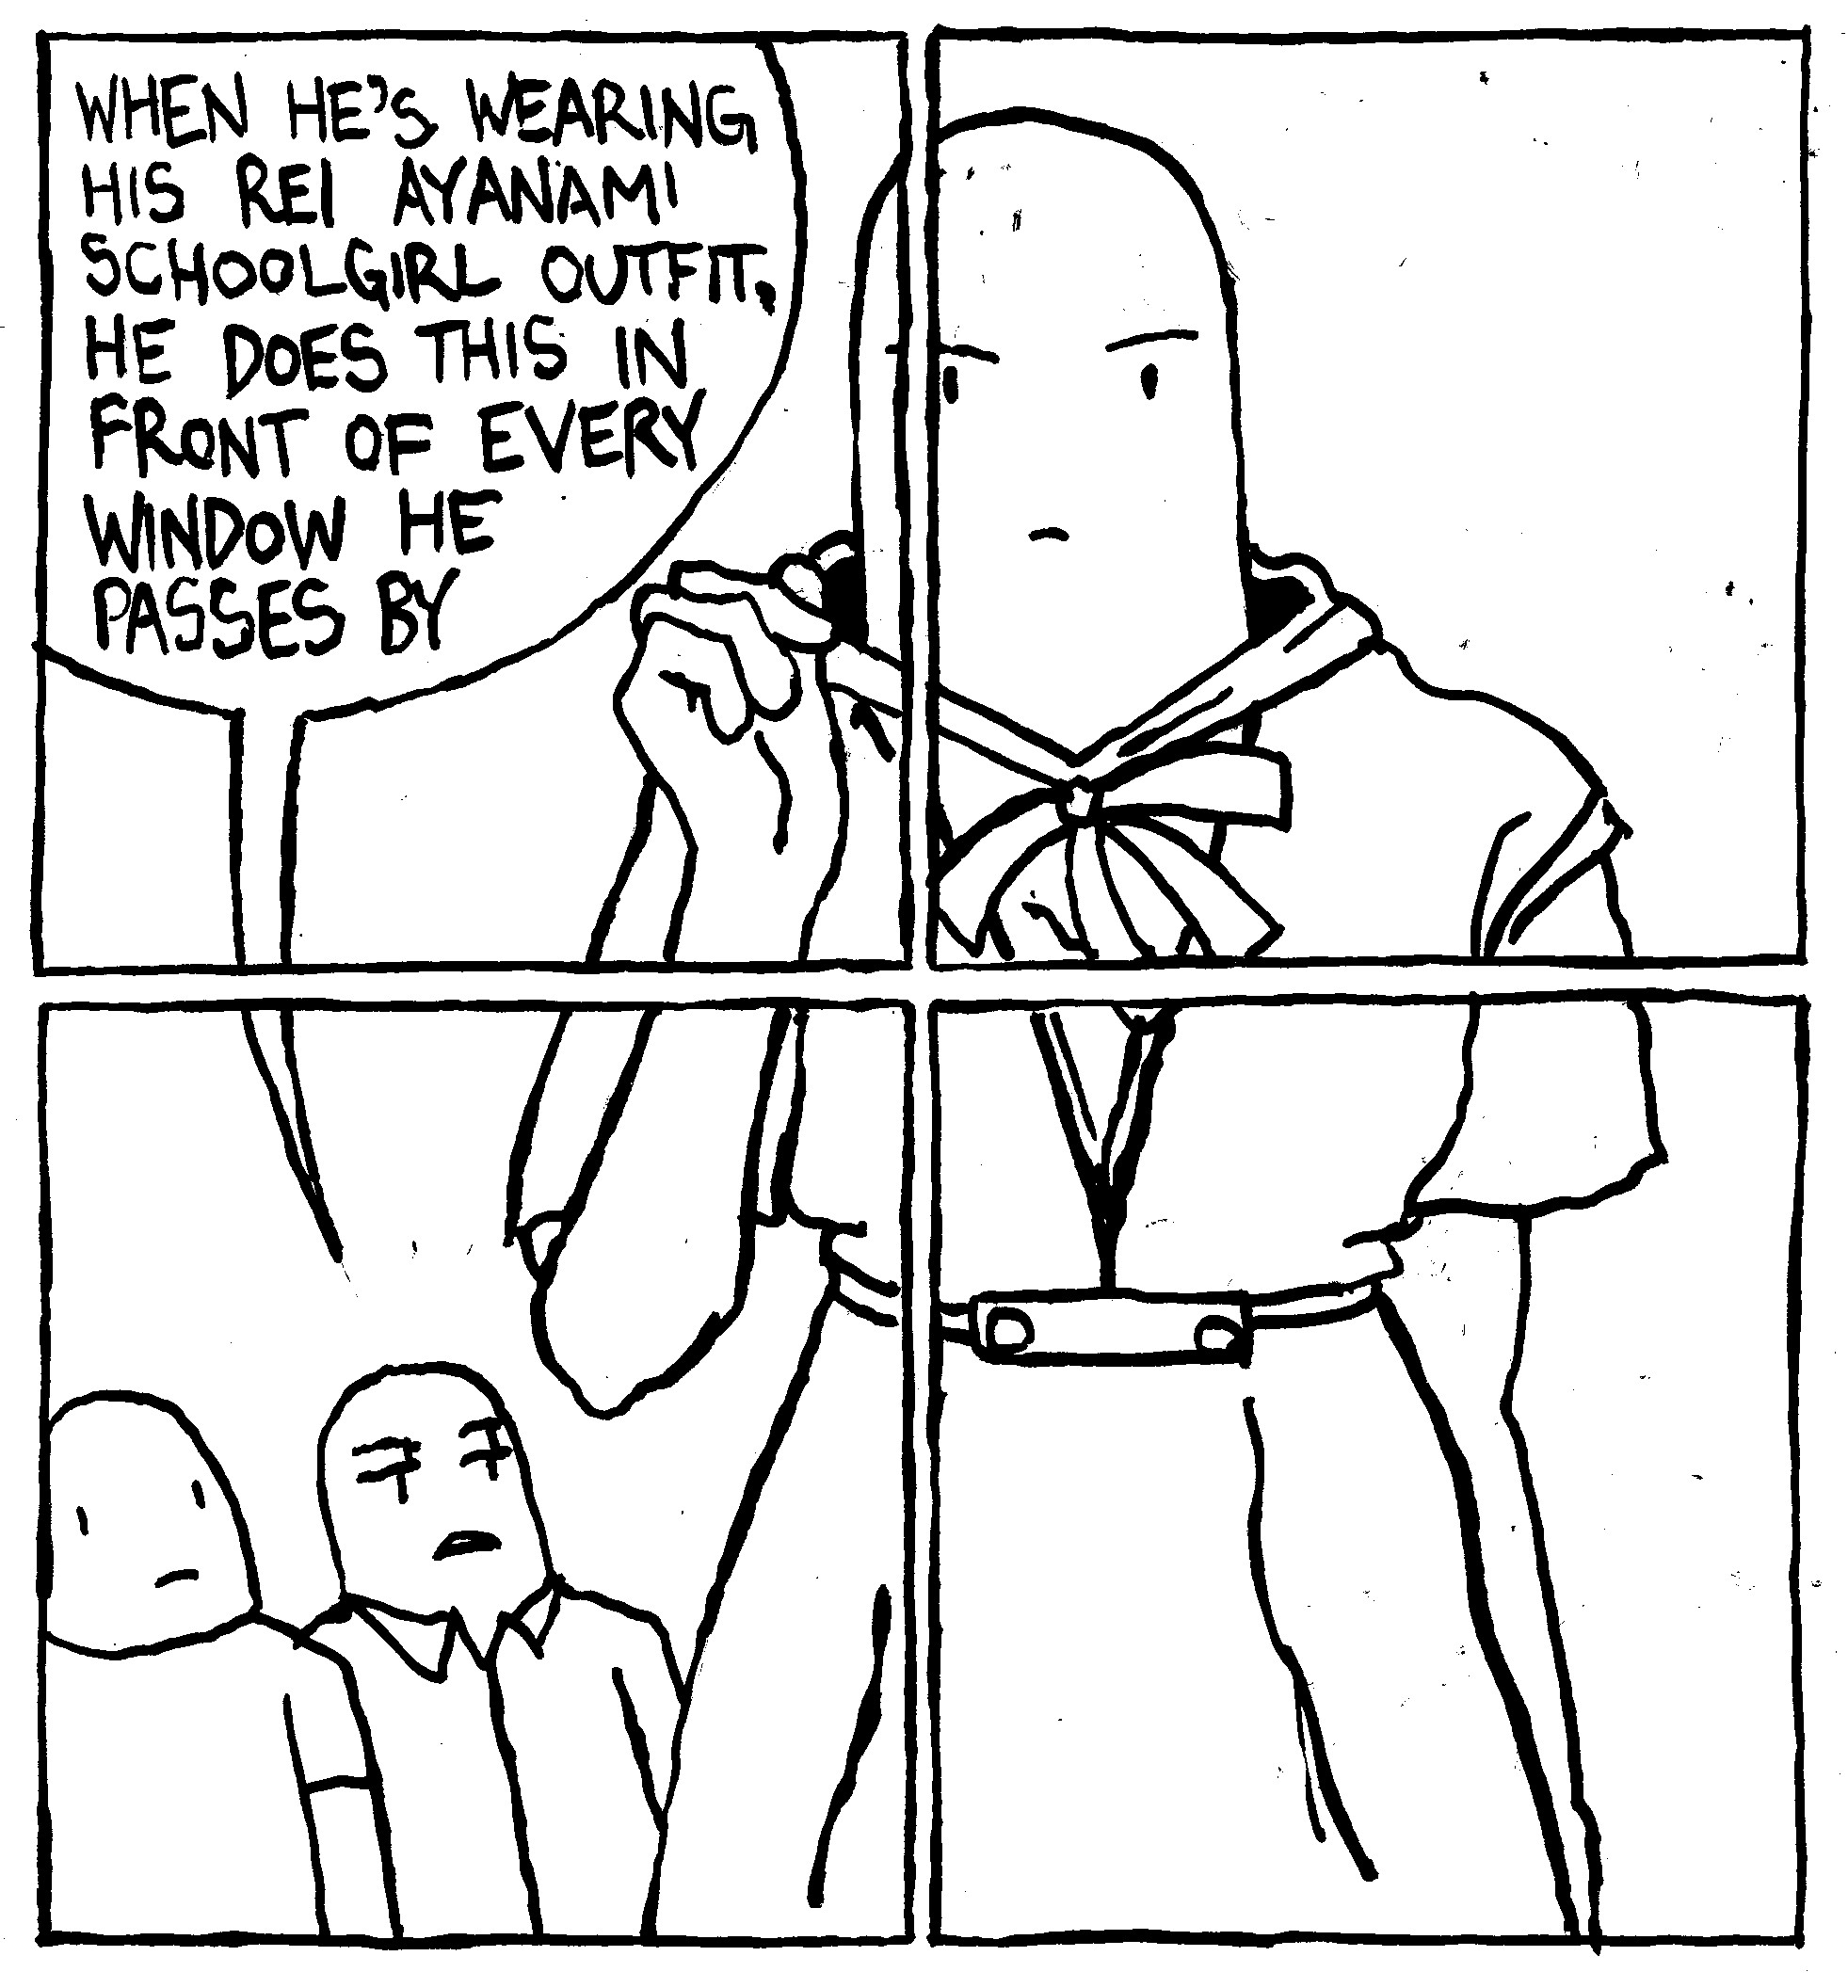 WHEN HE'S WEARING
HIS REI AYANAMI
SCHOOLGIRL OUTFIT,
HE DOES THIS IN
FRONT OF EVERY
WINDOW HE
PASSES BY